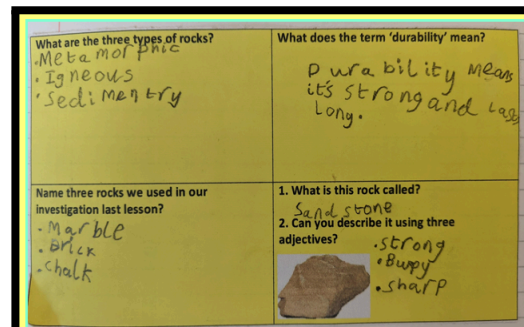 What are the three types of rocks?
•Metamorphic
•Igneous
•Sedimentry
What does the term 'durability' mean?
Durability means
it's strong and Lasts
Long.
Name three rocks we used in our
investigation last lesson?
•Marble
•Brick
•chalk
1. What is this rock called?
Sandstone
2. Can you describe it using three
adjectives?
•strong
•Bumpy
•sharp